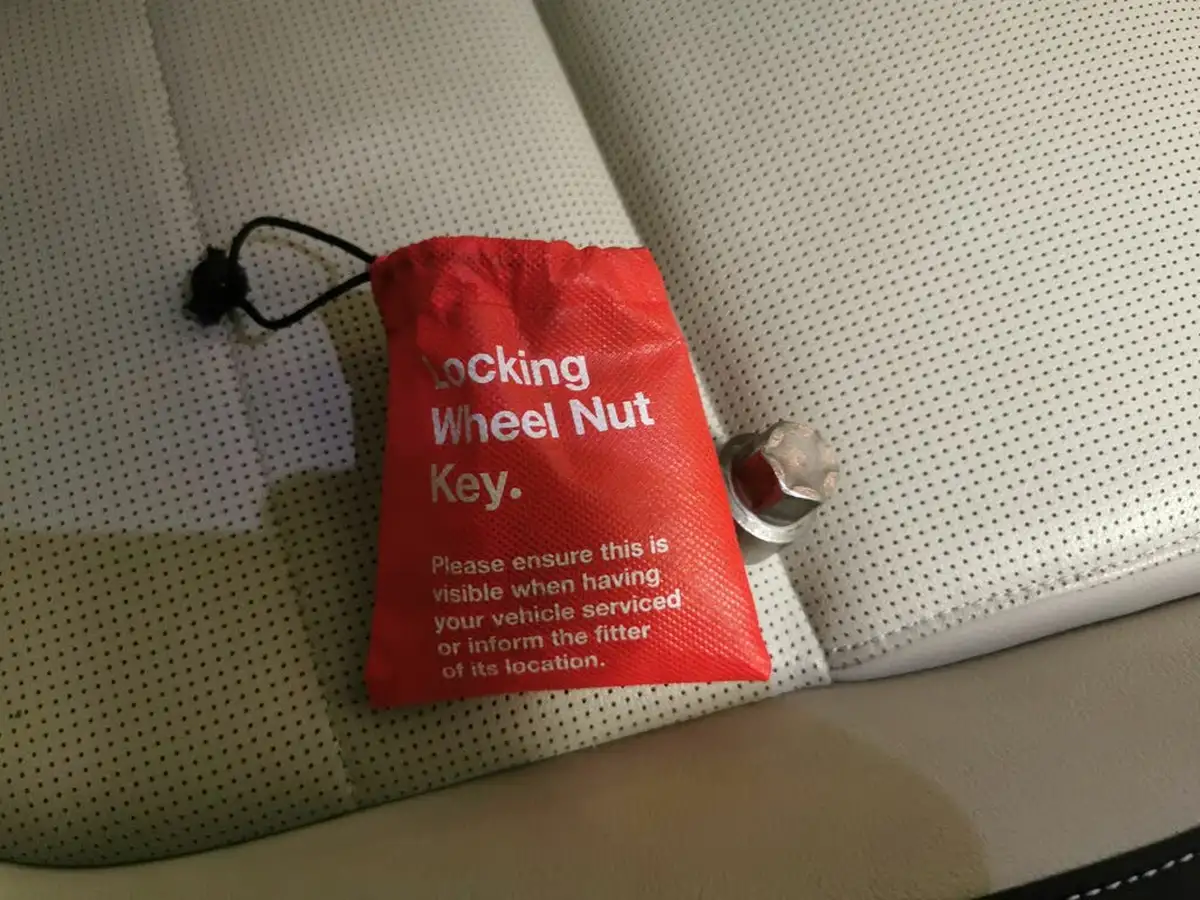 Locking
Wheel Nut
Key.
Please ensure this is
visible when having
your vehicle serviced
or inform the fitter
of its location.